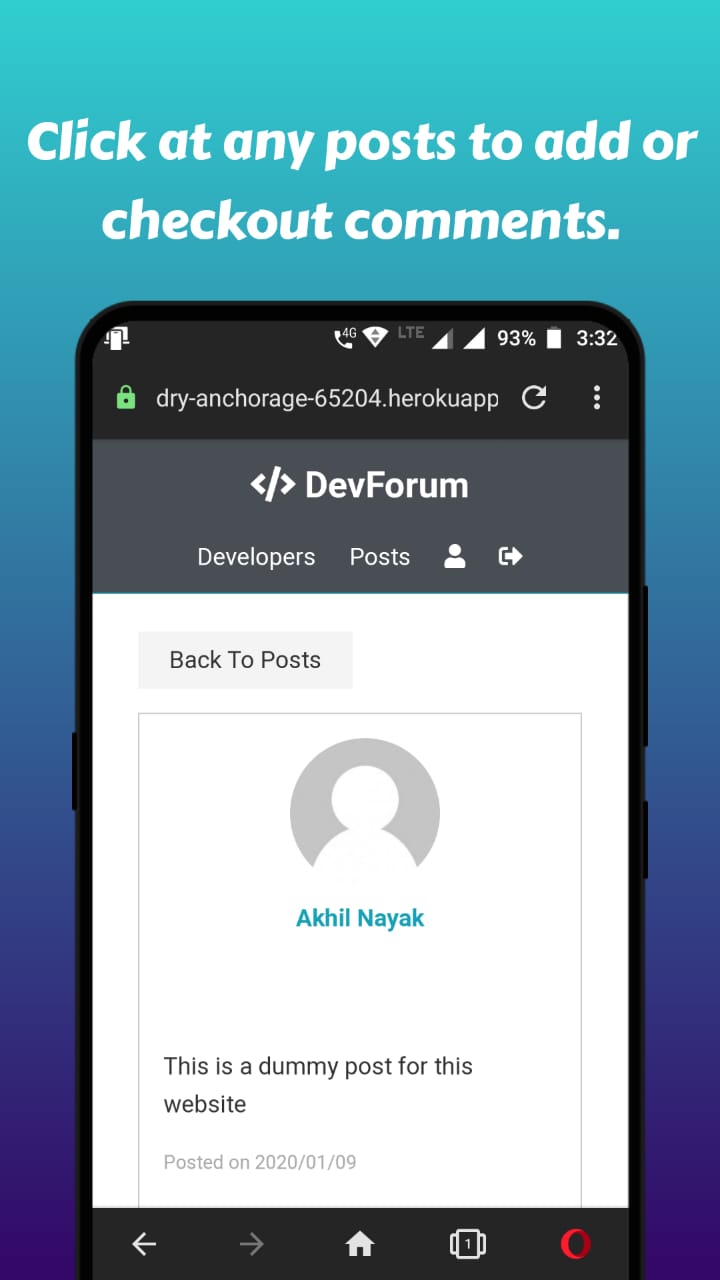 Click at any posts to add or
checkout comments.
4G LTE 93% 3:32
dry-anchorage-65204.herokuapp
</> DevForum
Developers Posts
Back To Posts
Akhil Nayak
This is a dummy post for this
website
Posted on 2020/01/09
1